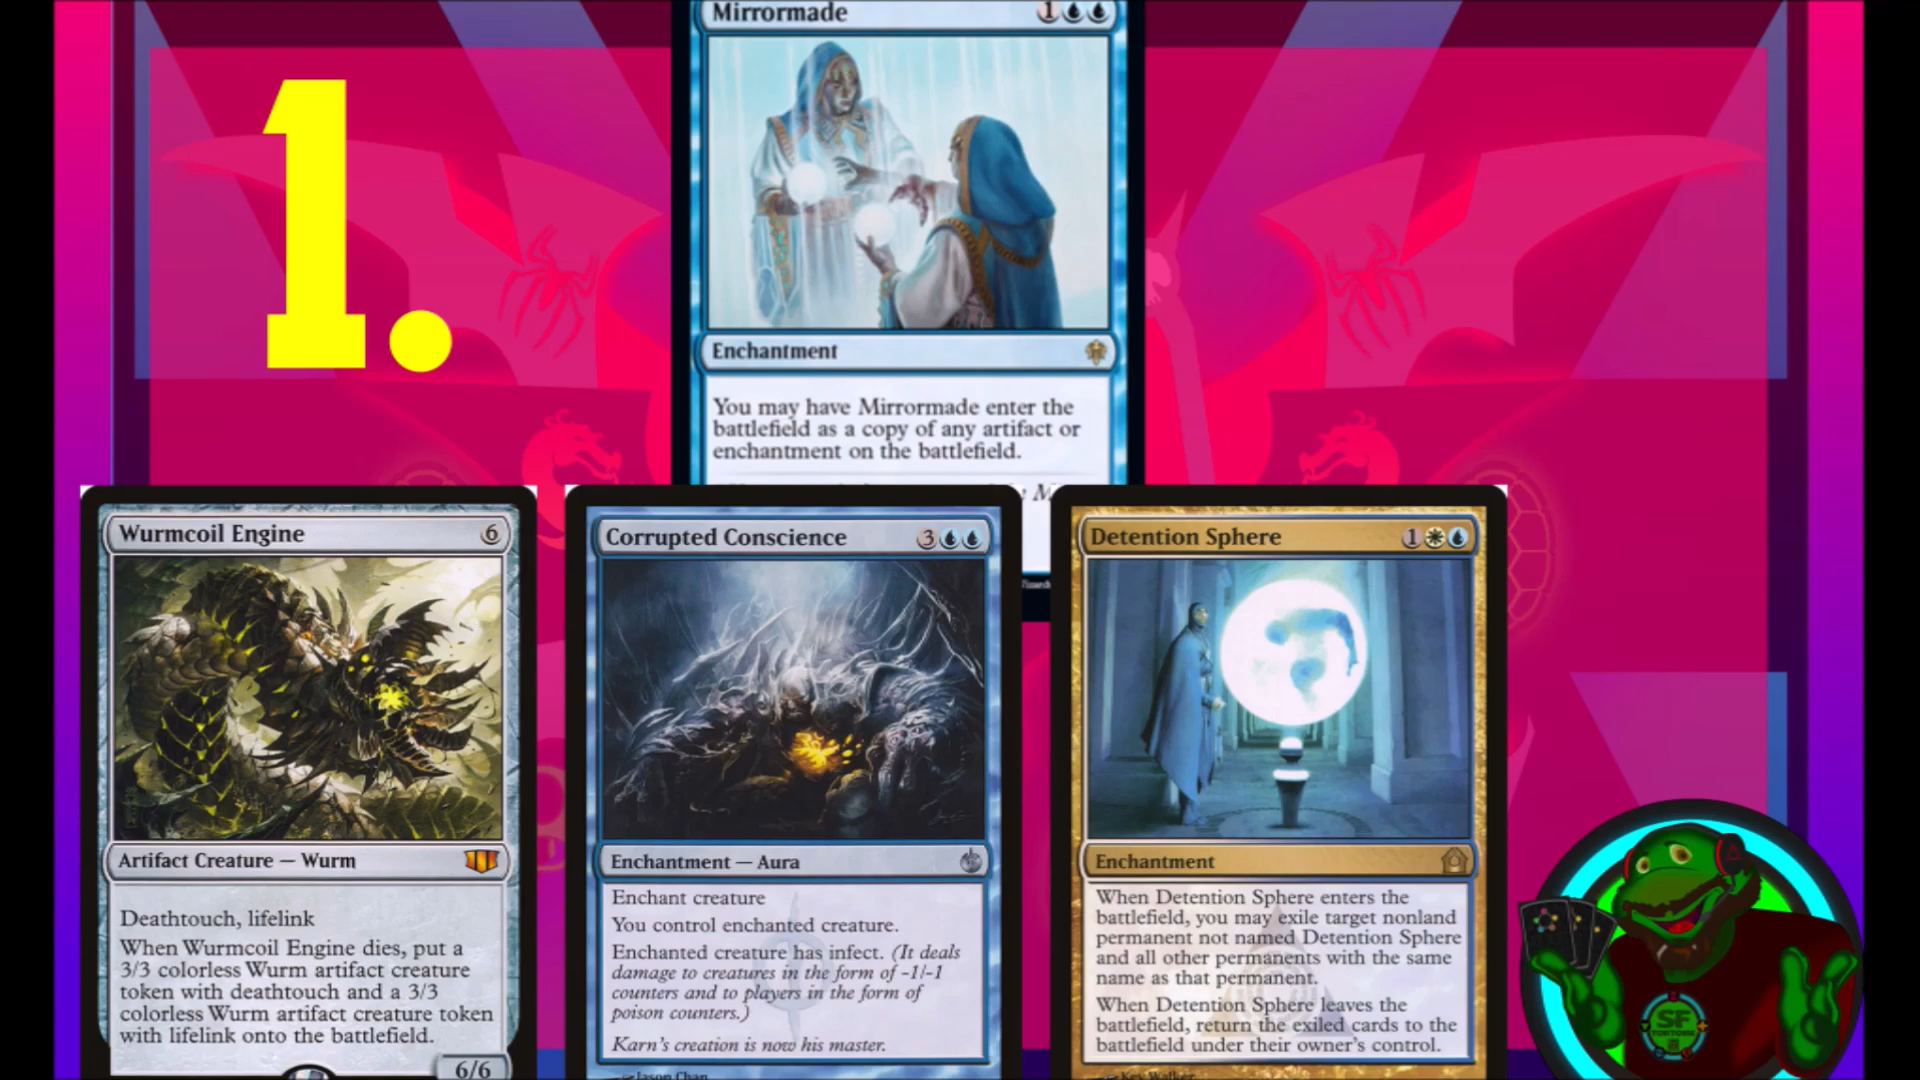 1.
Mirrormade 1
Enchantment
You may have Mirrormade enter the
battlefield as a copy of any artifact or
enchantment on the battlefield.
Wurmcoil Engine 6
Artifact Creature — Wurm
Deathtouch, lifelink
When Wurmcoil Engine dies, put a
3/3 colorless Wurm artifact creature
token with deathtouch and a 3/3
colorless Wurm artifact creature token
with lifelink onto the battlefield.
6/6
Corrupted Conscience 3
Enchantment — Aura
Enchant creature
You control enchanted creature.
Enchanted creature has infect. (It deals
damage to creatures in the form of -1/-1
counters and to players in the form of
poison counters.)
Karn's creation is now his master.
Jason Chan
Detention Sphere 1
Enchantment
When Detention Sphere enters the
battlefield, you may exile target nonland
permanent not named Detention Sphere
and all other permanents with the same
name as that permanent.
When Detention Sphere leaves the
battlefield, return the exiled cards to the
battlefield under their owner's control.
Kev Walker
SF
TORTOISE